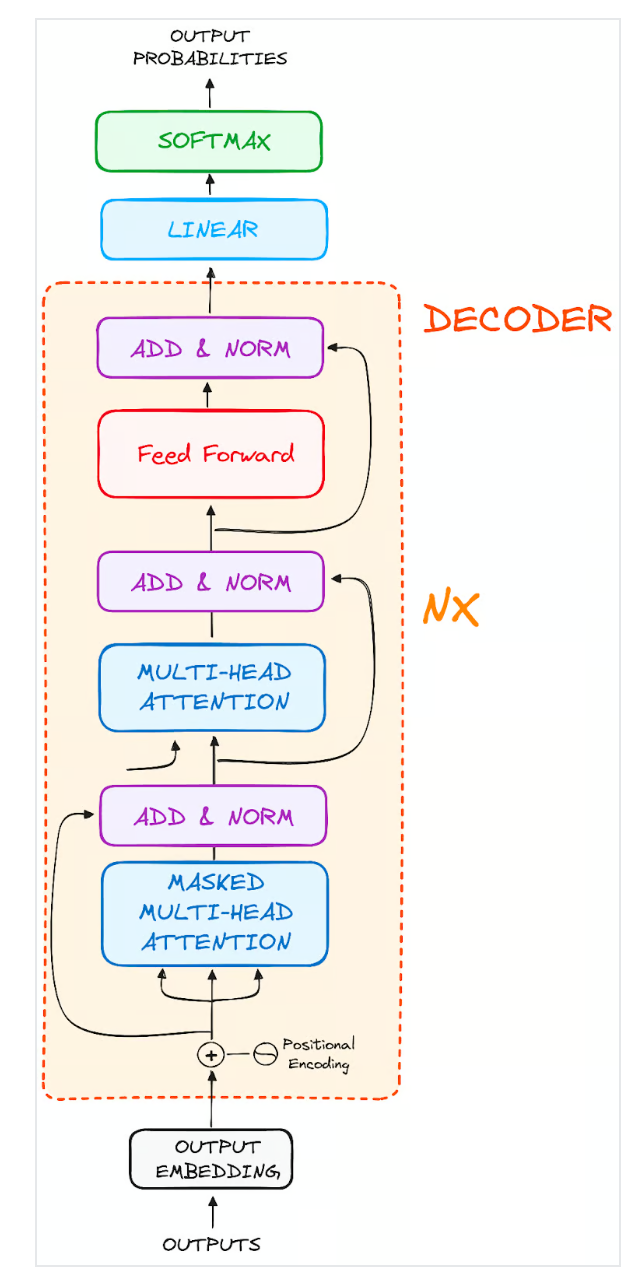 OUTPUT
PROBABILITIES
SOFTMAX
LINEAR
DECODER
ADD & NORM
Feed Forward
ADD & NORM
NX
MULTI-HEAD
ATTENTION
ADD & NORM
MASKED
MULTI-HEAD
ATTENTION
+
Positional
Encoding
OUTPUT
EMBEDDING
OUTPUTS